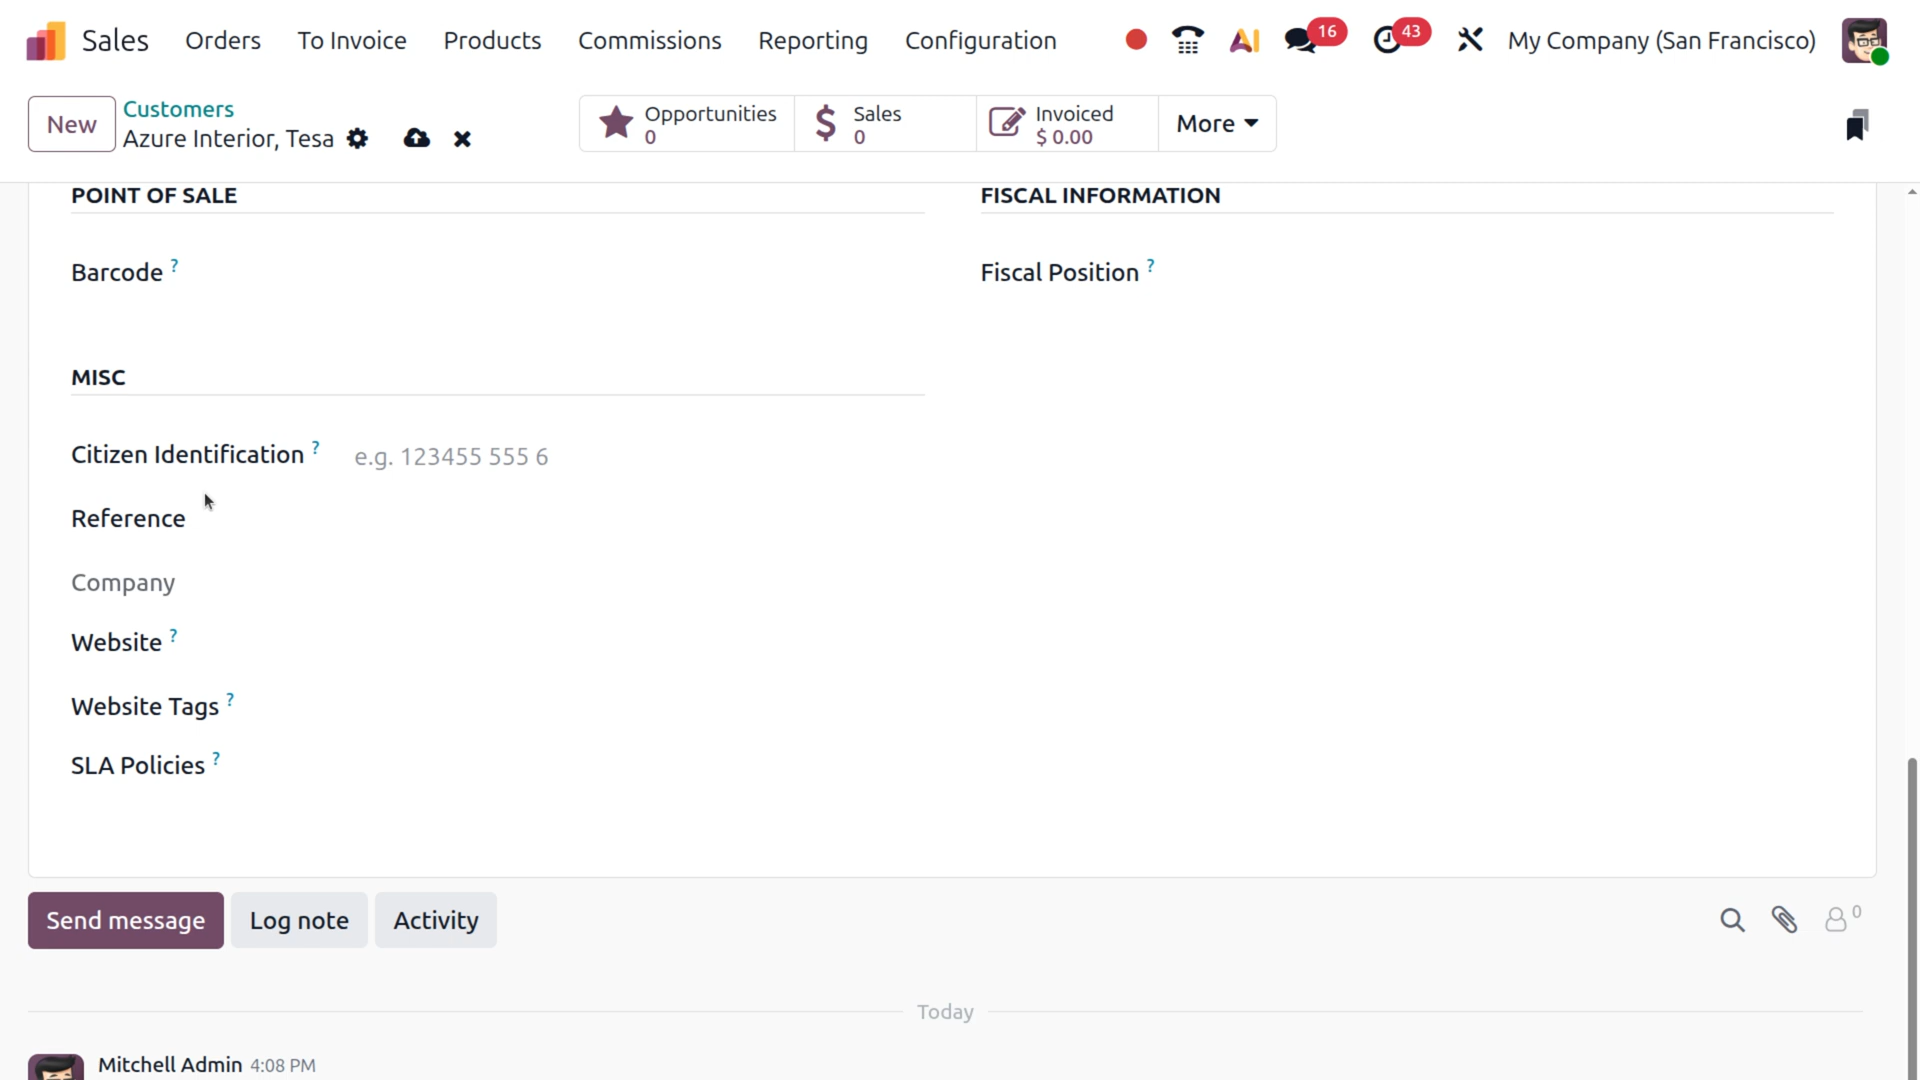 Sales Orders To Invoice Products Commissions Reporting Configuration AI 16 43 My Company (San Francisco)
New
Customers
Azure Interior, Tesa
Opportunities
0
Sales
0
Invoiced
$ 0.00
More
POINT OF SALE
FISCAL INFORMATION
Barcode ?
Fiscal Position ?
MISC
Citizen Identification ? e.g. 123455 555 6
Reference
Company
Website ?
Website Tags ?
SLA Policies ?
Send message Log note Activity 0
Today
Mitchell Admin 4:08 PM